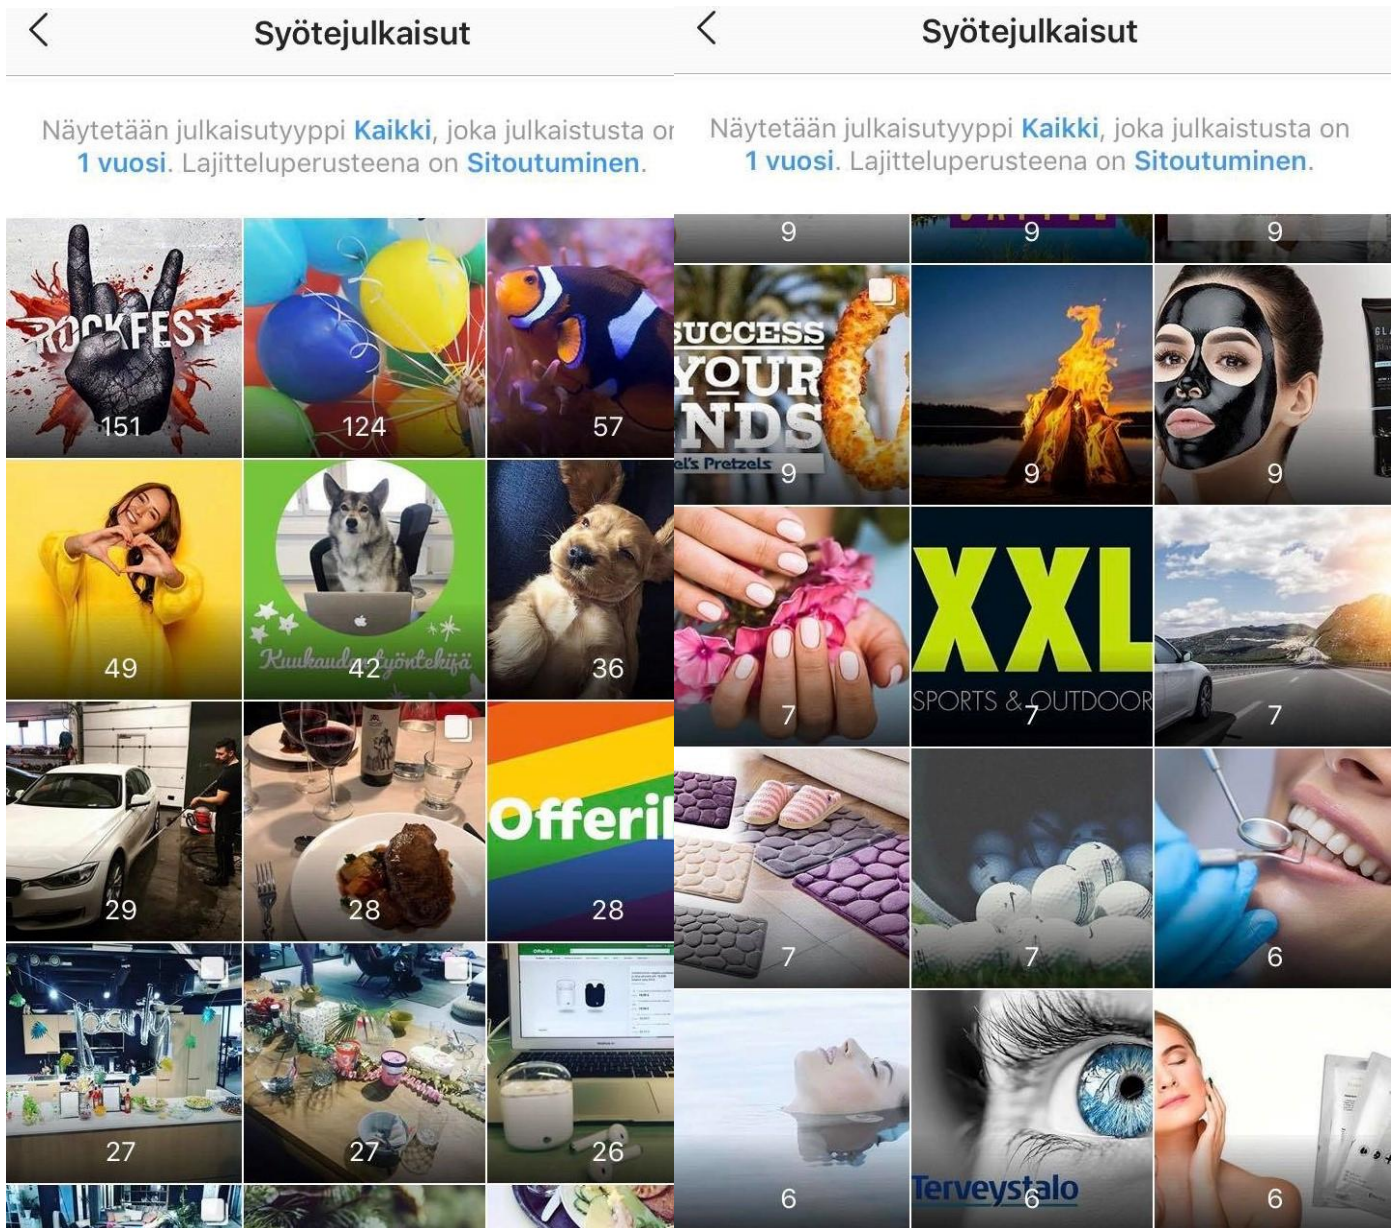 Syötejulkaisut
Näytetään julkaisutyyppi Kaikki, joka julkaistusta on
1 vuosi. Lajitteluperusteena on Sitoutuminen.
ROCKFEST
151
124
57
49
Kuukauden työntekijä
42
36
29
28
Offeril
28
27
27
26
Syötejulkaisut
Näytetään julkaisutyyppi Kaikki, joka julkaistusta on
1 vuosi. Lajitteluperusteena on Sitoutuminen.
9
9
9
SUCCESS
YOUR
NDS
el's Pretzels
9
9
9
7
XXL
SPORTS & OUTDOOR
7
7
7
7
6
6
Terveystalo
6
6